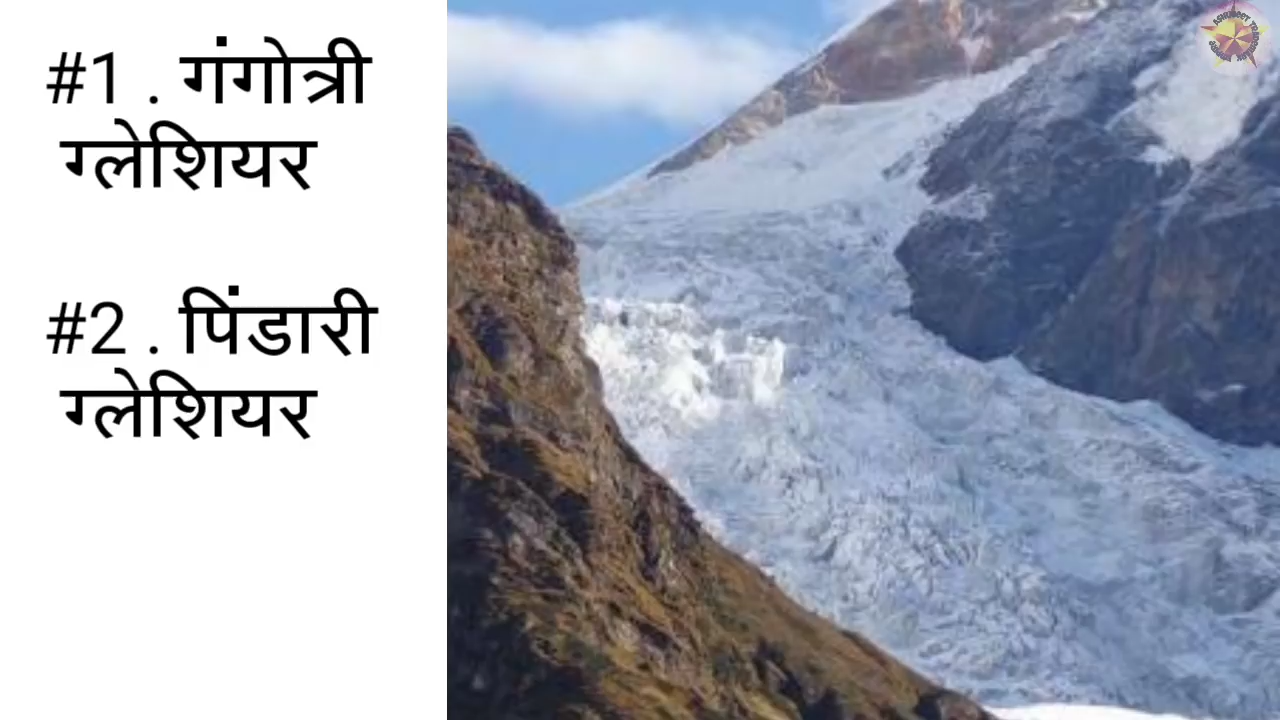 #1 . गंगोत्री
ग्लेशियर
#2 . पिंडारी
ग्लेशियर